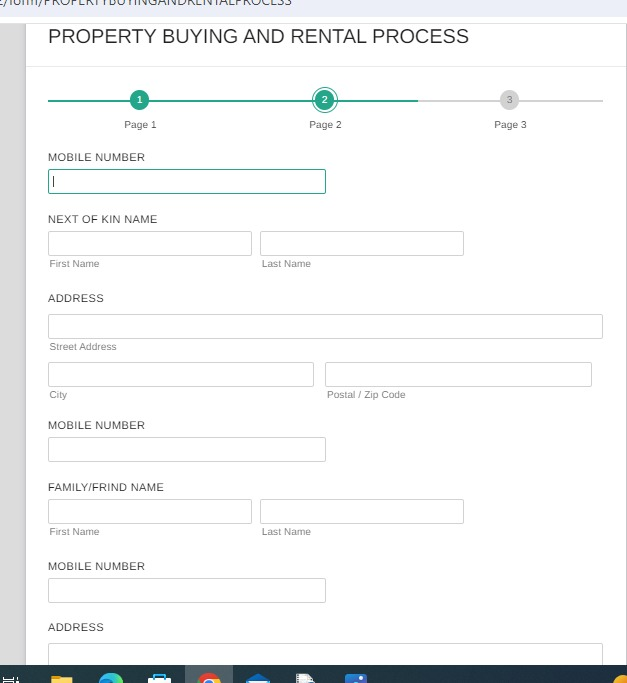 /form/PROPERTYBUYINGANDRENTALPROCESS
PROPERTY BUYING AND RENTAL PROCESS
1 2 3
Page 1 Page 2 Page 3
MOBILE NUMBER
NEXT OF KIN NAME
First Name Last Name
ADDRESS
Street Address
City Postal / Zip Code
MOBILE NUMBER
FAMILY/FRIND NAME
First Name Last Name
MOBILE NUMBER
ADDRESS